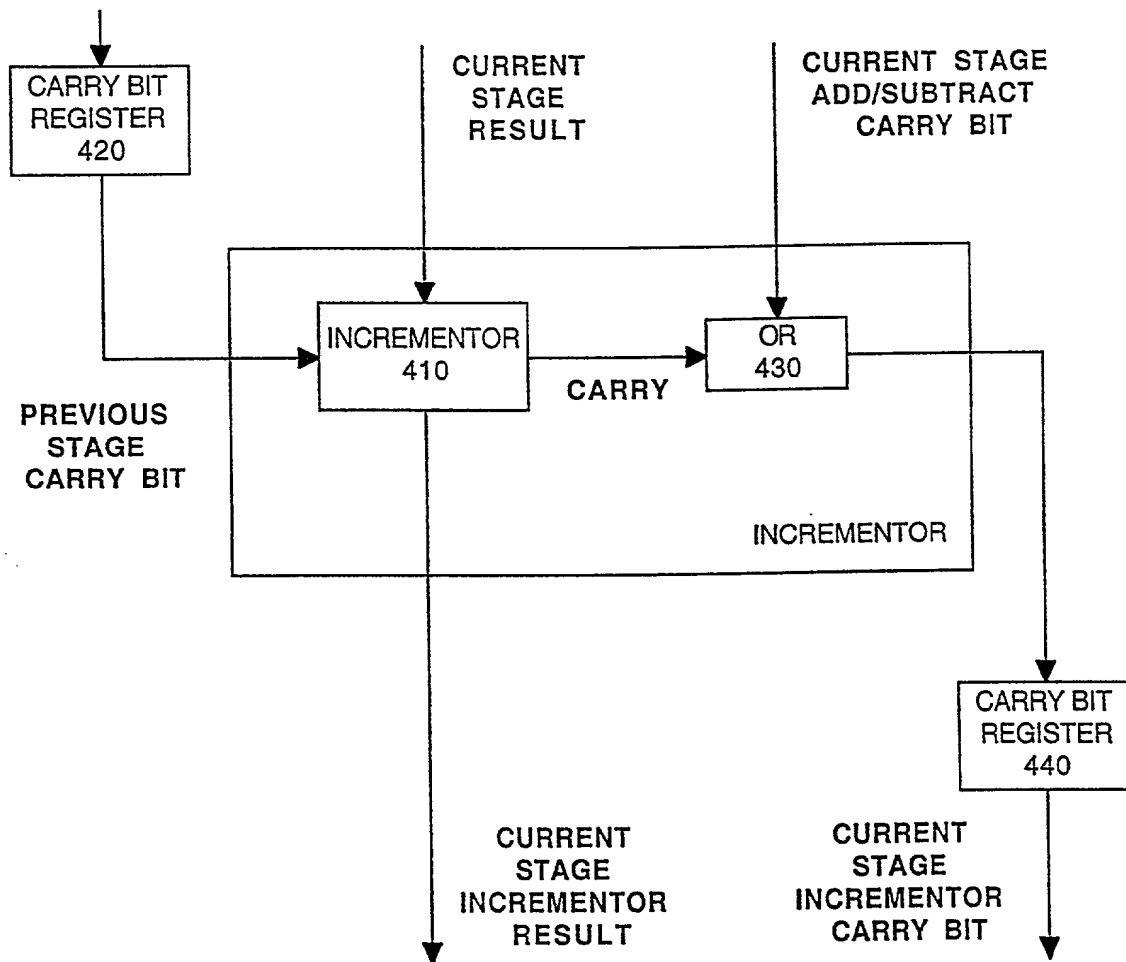 CARRY BIT
REGISTER
420
CURRENT
STAGE
RESULT
CURRENT STAGE
ADD/SUBTRACT
CARRY BIT
INCREMENTOR
410
CARRY
OR
430
PREVIOUS
STAGE
CARRY BIT
INCREMENTOR
CARRY BIT
REGISTER
440
CURRENT
STAGE
INCREMENTOR
RESULT
CURRENT
STAGE
INCREMENTOR
CARRY BIT